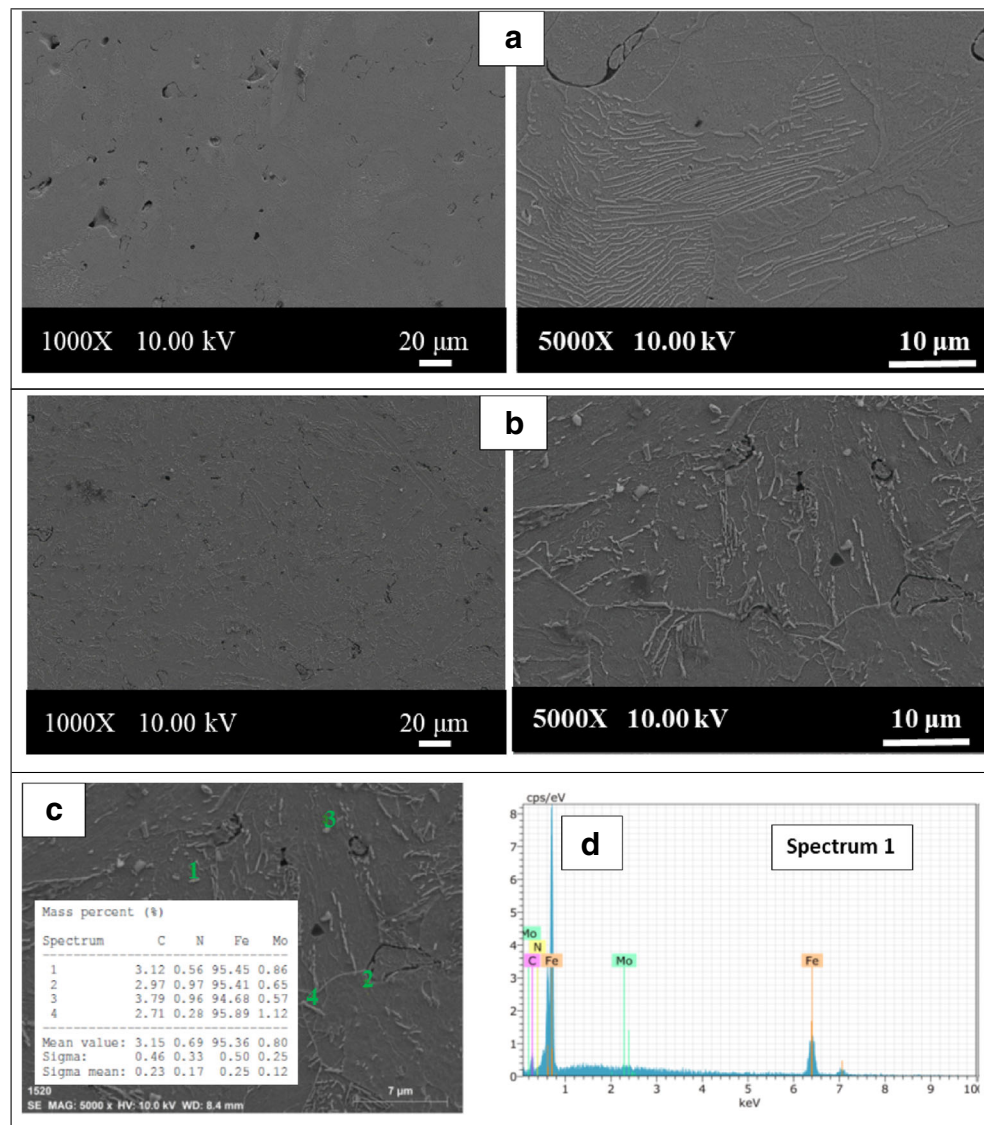 a
1000X 10.00 kV 20 µm
5000X 10.00 kV 10 µm
b
1000X 10.00 kV 20 µm
5000X 10.00 kV 10 µm
c
1
3
2
4
Mass percent (%)
Spectrum C N Fe Mo
1 3.12 0.56 95.45 0.86
2 2.97 0.97 95.41 0.65
3 3.79 0.96 94.68 0.57
4 2.71 0.28 95.89 1.12
Mean value: 3.15 0.69 95.36 0.80
Sigma: 0.46 0.33 0.50 0.25
Sigma mean: 0.23 0.17 0.25 0.12
1520
SE MAG: 5000 x HV: 10.0 kV WD: 8.4 mm
7 µm
cps/eV
d
Spectrum 1
8
7
6
5
4
3
2
1
0
Mo
N
C Fe Mo Fe
1 2 3 4 5 6 7 8 9 10
keV